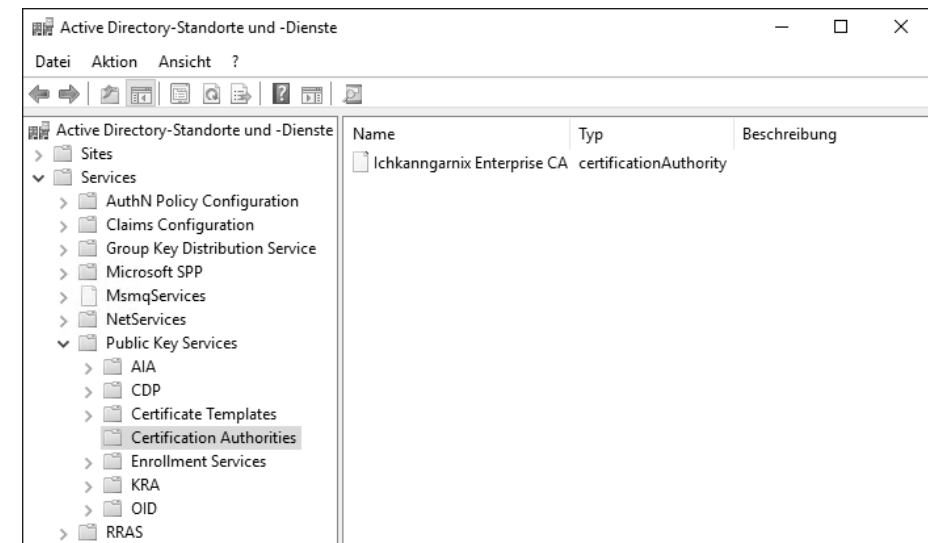 Active Directory-Standorte und -Dienste
Datei Aktion Ansicht ?
Active Directory-Standorte und -Dienste
Sites
Services
AuthN Policy Configuration
Claims Configuration
Group Key Distribution Service
Microsoft SPP
MsmqServices
NetServices
Public Key Services
AIA
CDP
Certificate Templates
Certification Authorities
Enrollment Services
KRA
OID
RRAS
Name Typ Beschreibung
Ichkanngarnix Enterprise CA certificationAuthority